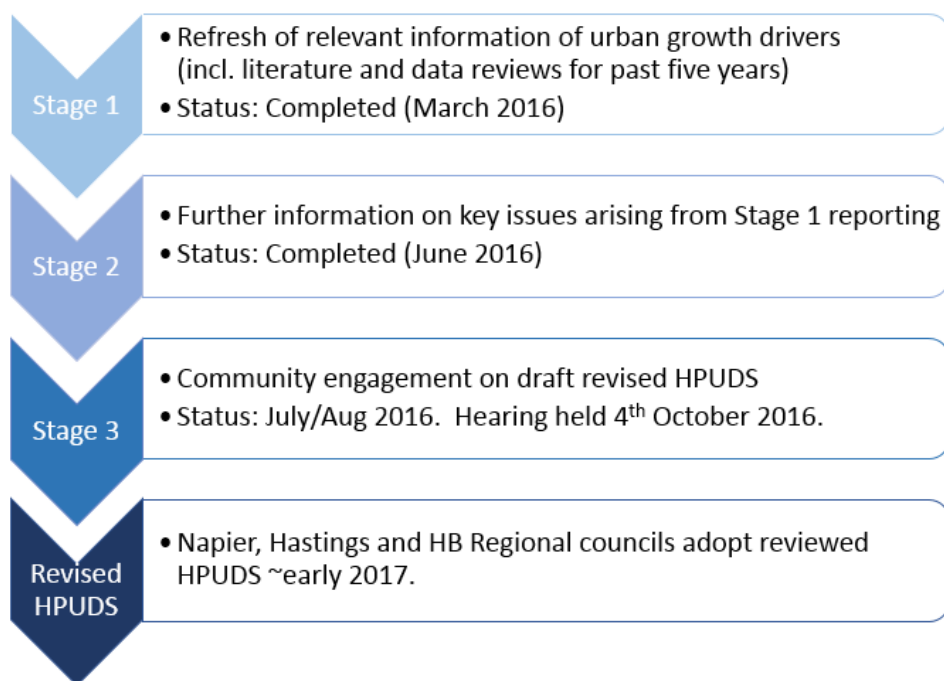 Stage 1
• Refresh of relevant information of urban growth drivers
(incl. literature and data reviews for past five years)
• Status: Completed (March 2016)
Stage 2
• Further information on key issues arising from Stage 1 reporting
• Status: Completed (June 2016)
Stage 3
• Community engagement on draft revised HPUDS
• Status: July/Aug 2016.  Hearing held 4th October 2016.
Revised
HPUDS
• Napier, Hastings and HB Regional councils adopt reviewed
HPUDS ~early 2017.